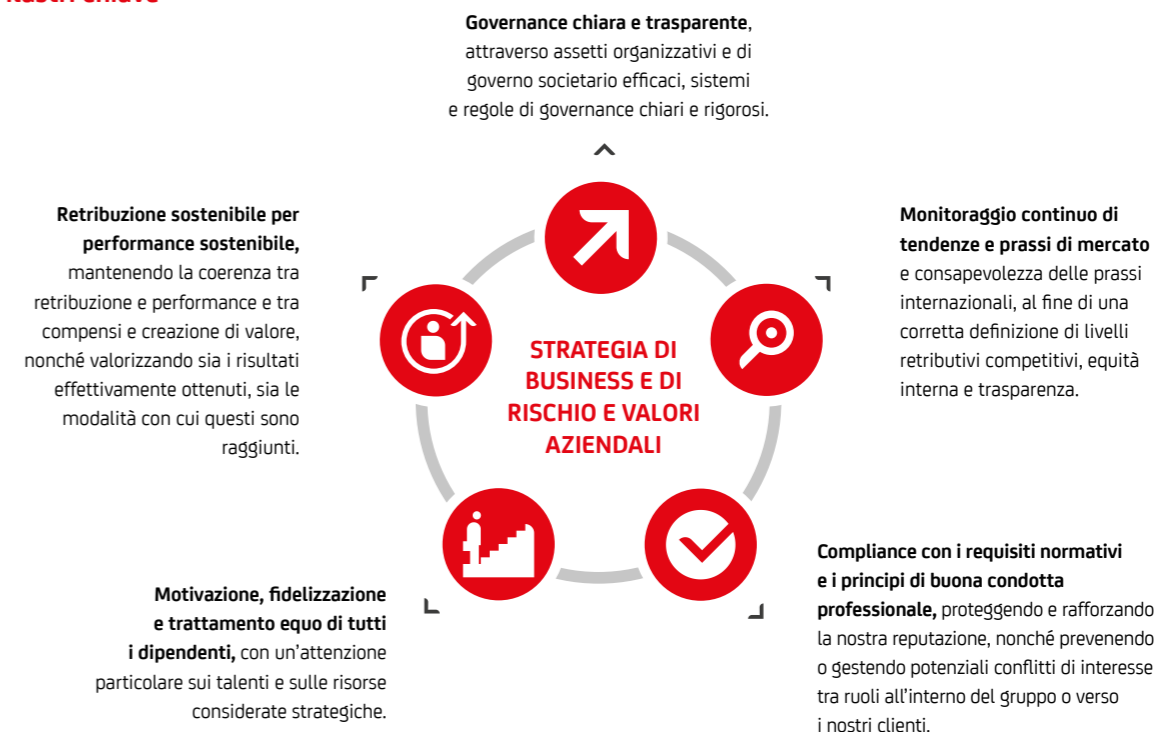 Governance chiara e trasparente,
attraverso assetti organizzativi e di
governo societario efficaci, sistemi
e regole di governance chiari e rigorosi.
Retribuzione sostenibile per
performance sostenibile,
mantenendo la coerenza tra
retribuzione e performance e tra
compensi e creazione di valore,
nonché valorizzando sia i risultati
effettivamente ottenuti, sia le
modalità con cui questi sono
raggiunti.
Monitoraggio continuo di
tendenze e prassi di mercato
e consapevolezza delle prassi
internazionali, al fine di una
corretta definizione di livelli
retributivi competitivi, equità
interna e trasparenza.
STRATEGIA DI
BUSINESS E DI
RISCHIO E VALORI
AZIENDALI
Motivazione, fidelizzazione
e trattamento equo di tutti
i dipendenti, con un'attenzione
particolare sui talenti e sulle risorse
considerate strategiche.
Compliance con i requisiti normativi
e i principi di buona condotta
professionale, proteggendo e rafforzando
la nostra reputazione, nonché prevenendo
o gestendo potenziali conflitti di interesse
tra ruoli all'interno del gruppo o verso
i nostri clienti.